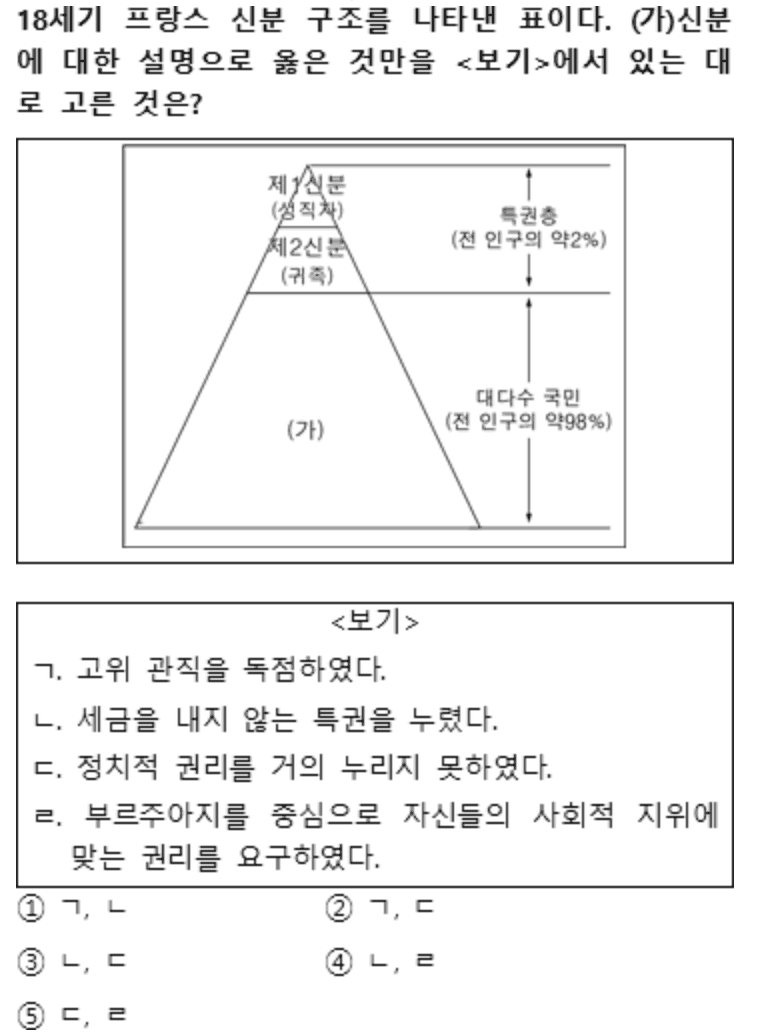 18세기 프랑스 신분 구조를 나타낸 표이다. (가)신분
에 대한 설명으로 옳은 것만을 <보기>에서 있는 대
로 고른 것은?
제1신분
(성직자)
특권층
(전 인구의 약2%)
제2신분
(귀족)
(가)
대다수 국민
(전 인구의 약98%)
<보기>
ㄱ. 고위 관직을 독점하였다.
ㄴ. 세금을 내지 않는 특권을 누렸다.
ㄷ. 정치적 권리를 거의 누리지 못하였다.
ㄹ. 부르주아지를 중심으로 자신들의 사회적 지위에
맞는 권리를 요구하였다.
① ㄱ, ㄴ
② ㄱ, ㄷ
③ ㄴ, ㄷ
④ ㄴ, ㄹ
⑤ ㄷ, ㄹ